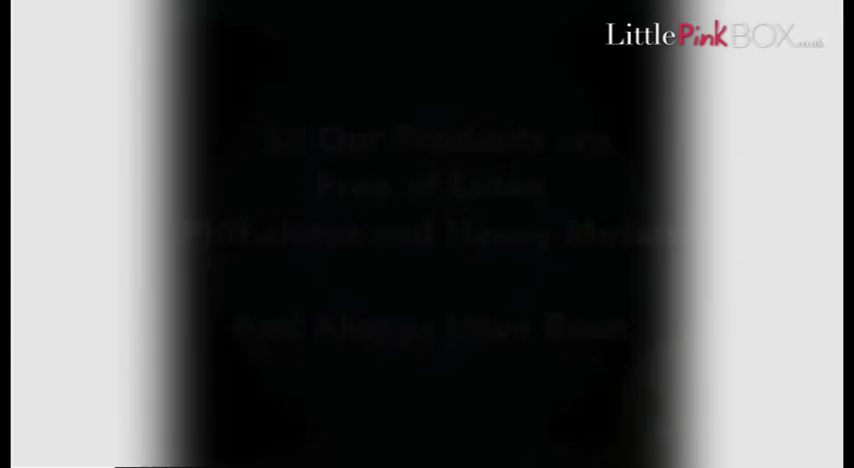 LittlePinkBOX.co.uk
All Our Products are
Free of Latex
Phthalates and Heavy Metals
And Always Have Been